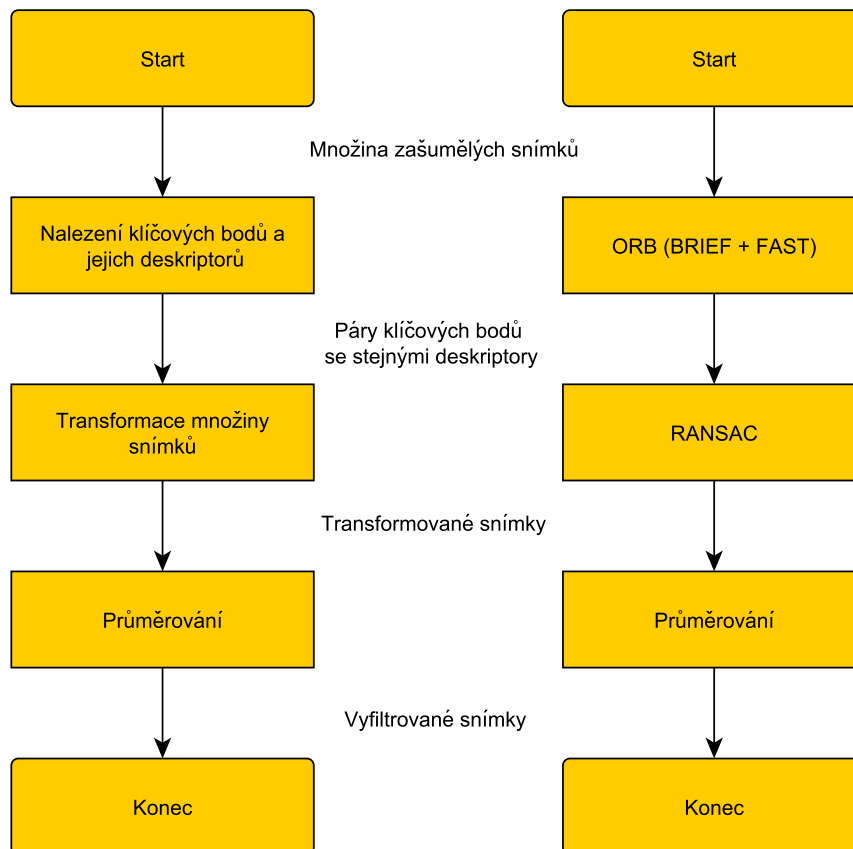 Start
Start
Množina zašumělých snímků
Nalezení klíčových bodů a
jejich deskriptorů
ORB (BRIEF + FAST)
Páry klíčových bodů
se stejnými deskriptory
Transformace množiny
snímků
RANSAC
Transformované snímky
Průměrování
Průměrování
Vyfiltrované snímky
Konec
Konec